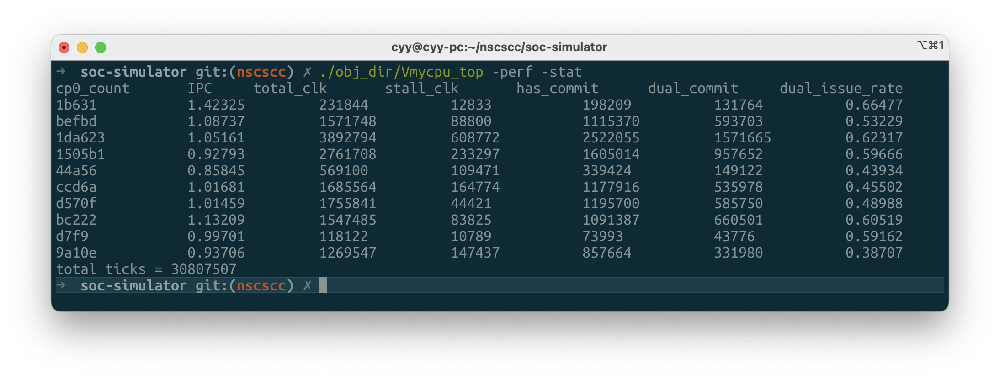 cyy@cyy-pc:~/nscscc/soc-simulator ⌥⌘1
→ soc-simulator git:(nscscc) ✗ ./obj_dir/Vmycpu_top -perf -stat
cp0_count IPC total_clk stall_clk has_commit dual_commit dual_issue_rate
1b631 1.42325 231844 12833 198209 131764 0.66477
befbd 1.08737 1571748 88800 1115370 593703 0.53229
1da623 1.05161 3892794 608772 2522055 1571665 0.62317
1505b1 0.92793 2761708 233297 1605014 957652 0.59666
44a56 0.85845 569100 109471 339424 149122 0.43934
ccd6a 1.01681 1685564 164774 1177916 535978 0.45502
d570f 1.01459 1755841 44421 1195700 585750 0.48988
bc222 1.13209 1547485 83825 1091387 660501 0.60519
d7f9 0.99701 118122 10789 73993 43776 0.59162
9a10e 0.93706 1269547 147437 857664 331980 0.38707
total ticks = 30807507
→ soc-simulator git:(nscscc) ✗